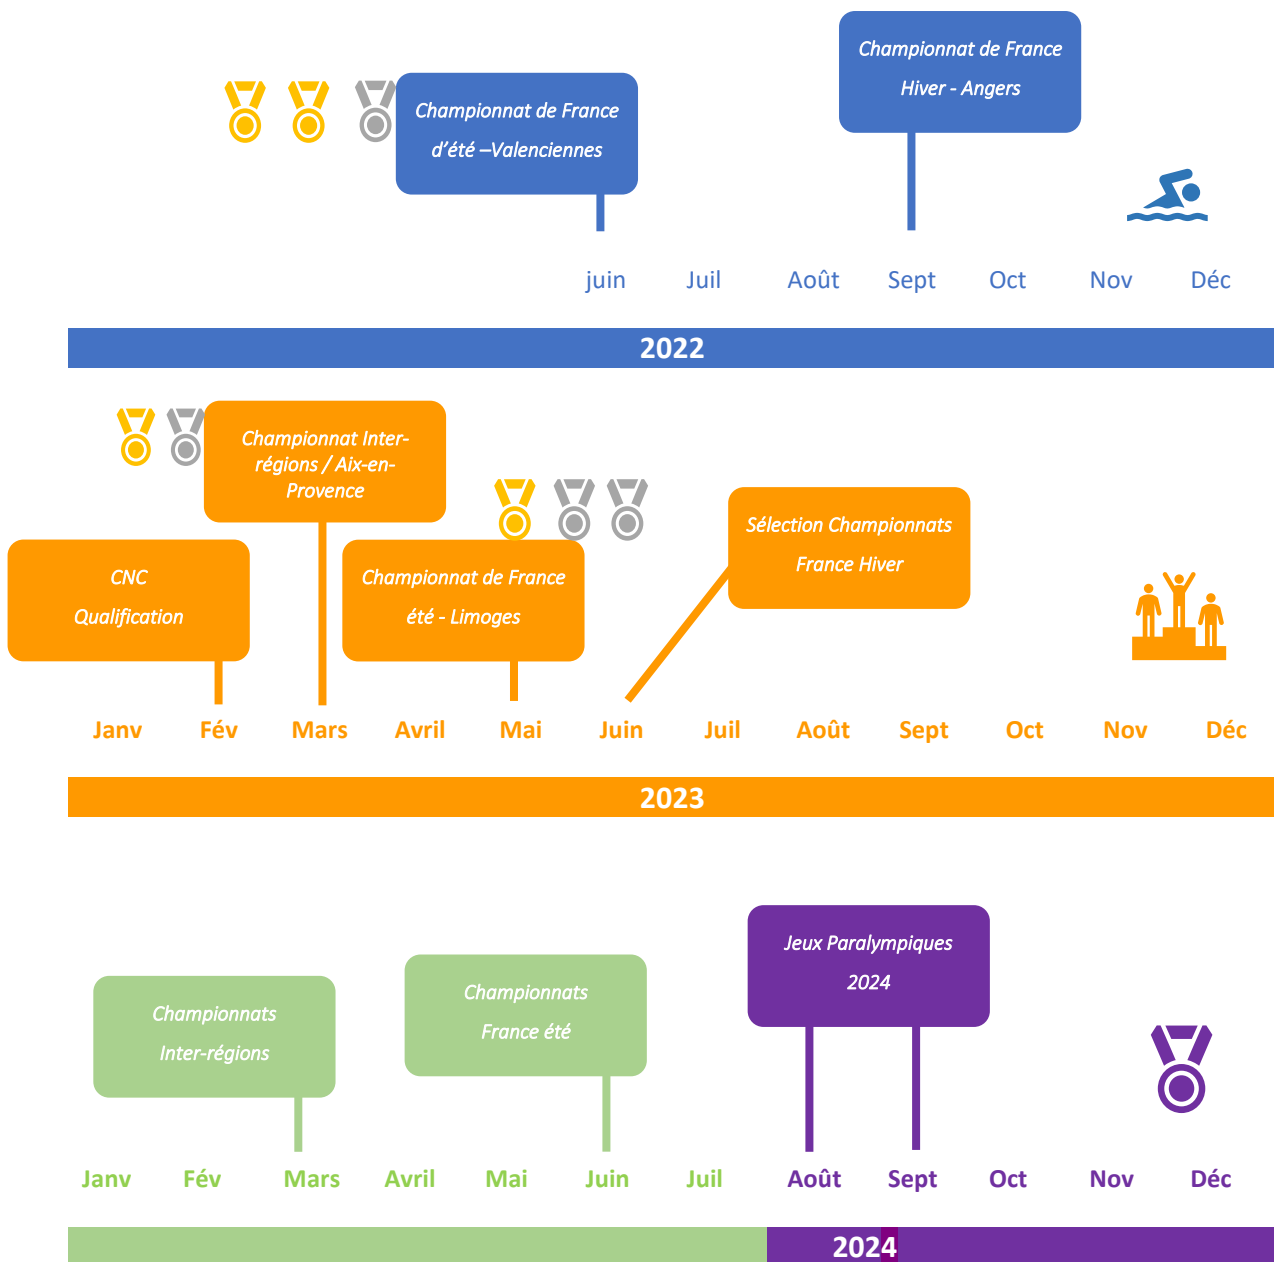 Championnat de France
Hiver - Angers
Championnat de France
d'été –Valenciennes
juin Juil Août Sept Oct Nov Déc
2022
Championnat Inter-
régions / Aix-en-
Provence
Sélection Championnats
France Hiver
CNC
Qualification
Championnat de France
été - Limoges
Janv Fév Mars Avril Mai Juin Juil Août Sept Oct Nov Déc
2023
Jeux Paralympiques
2024
Championnats
France été
Championnats
Inter-régions
Janv Fév Mars Avril Mai Juin Juil Août Sept Oct Nov Déc
2024